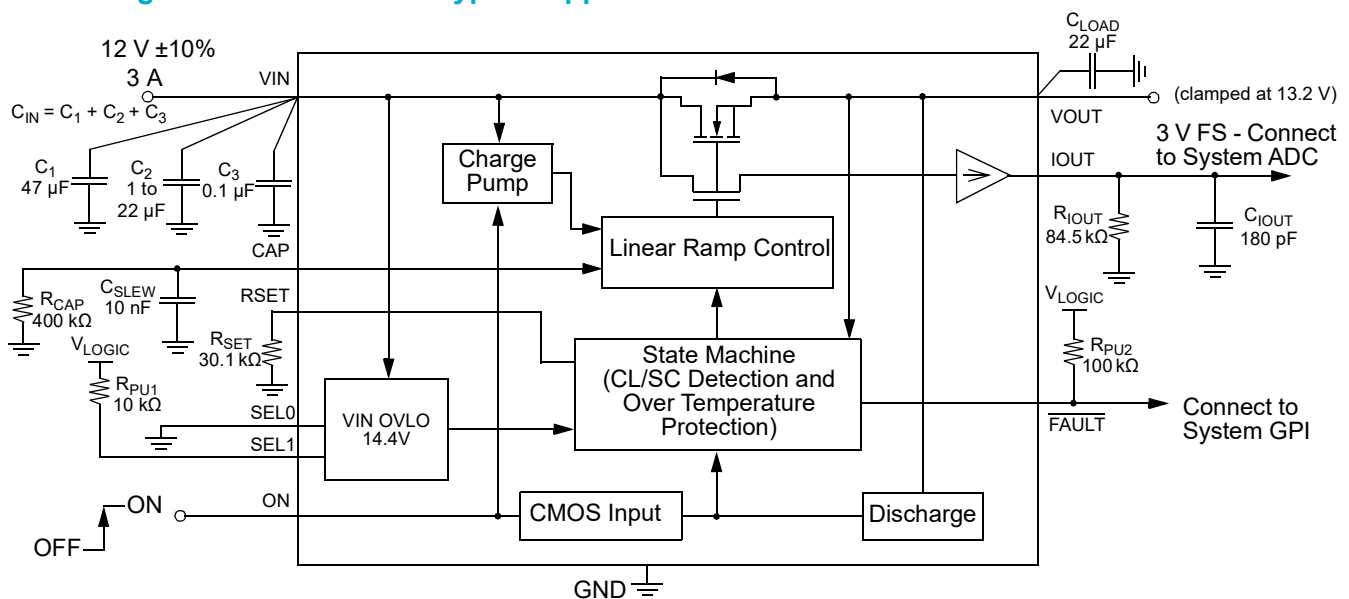 12 V ±10%
3 A
VIN
C_IN = C_1 + C_2 + C_3
C_1
47 µF
C_2
1 to
22 µF
C_3
0.1 µF
C_LOAD
22 µF
VOUT
(clamped at 13.2 V)
3 V FS - Connect
to System ADC
IOUT
R_IOUT
84.5 kΩ
C_IOUT
180 pF
Charge
Pump
Linear Ramp Control
CAP
R_CAP
400 kΩ
C_SLEW
10 nF
RSET
R_SET
30.1 kΩ
V_LOGIC
R_PU1
10 kΩ
SEL0
SEL1
VIN OVLO
14.4V
State Machine
(CL/SC Detection and
Over Temperature
Protection)
V_LOGIC
R_PU2
100 kΩ
FAULT
Connect to
System GPI
ON
OFF
ON
CMOS Input
Discharge
GND